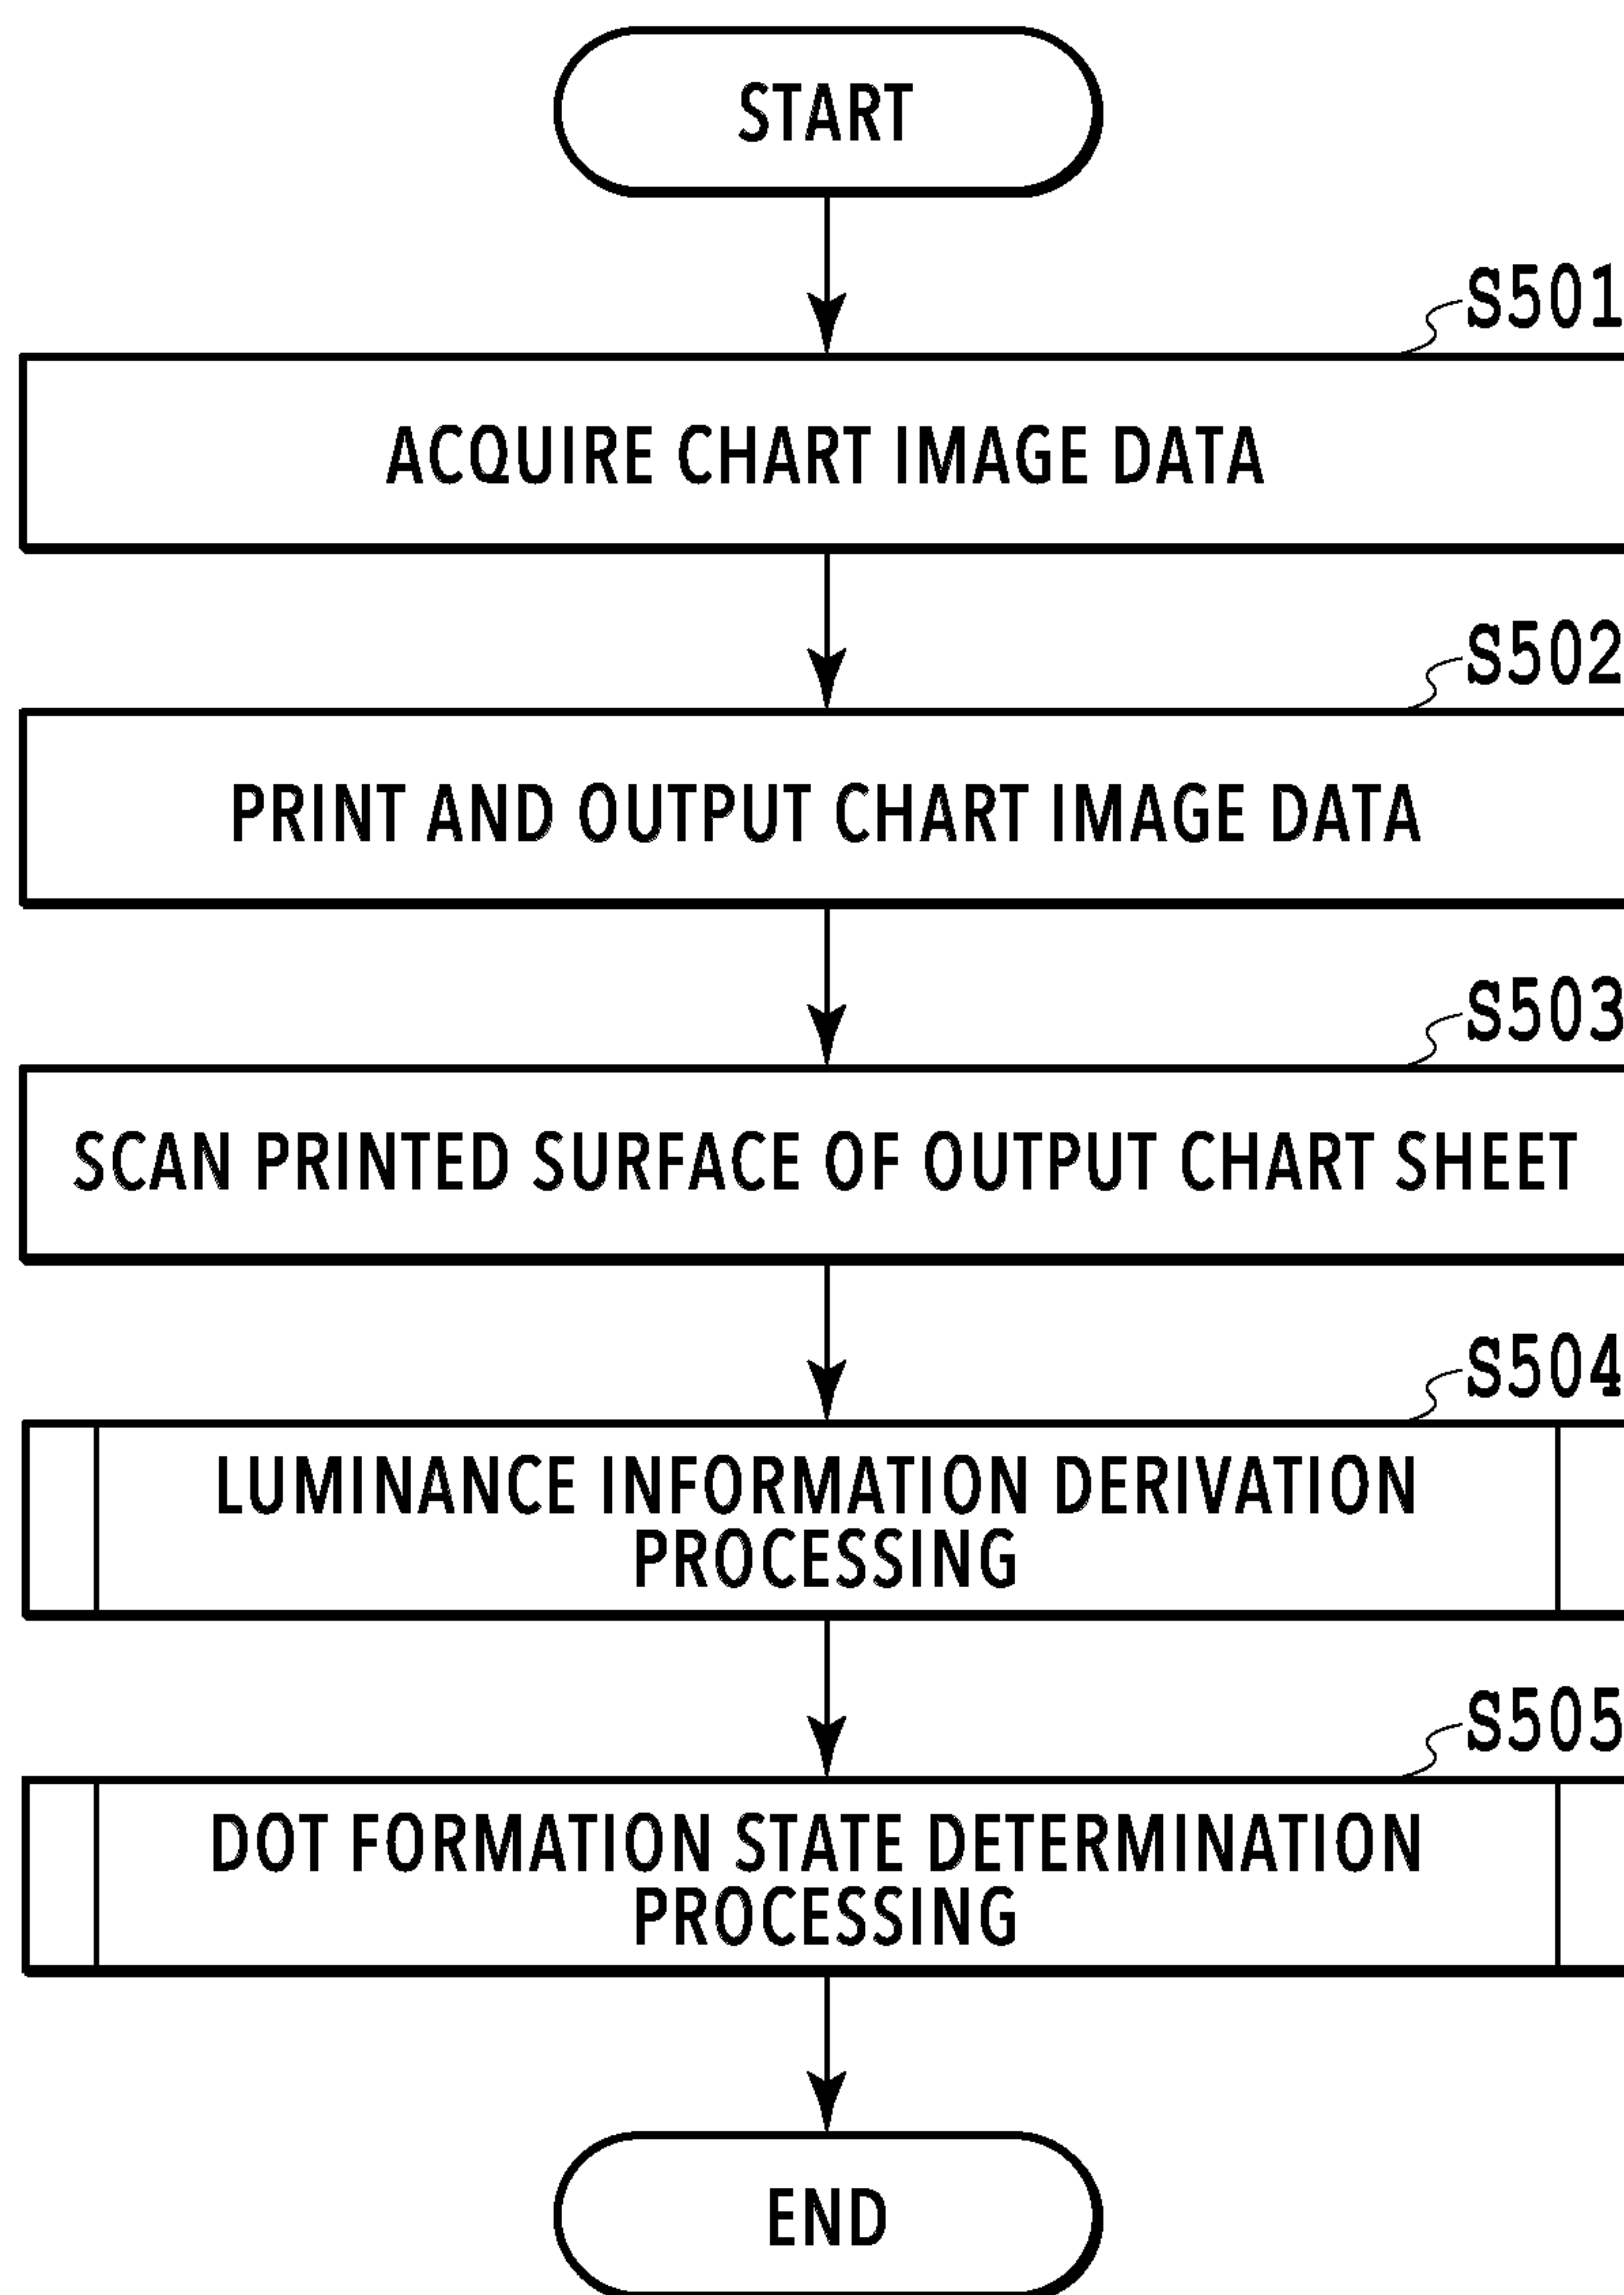 START
S501
ACQUIRE CHART IMAGE DATA
S502
PRINT AND OUTPUT CHART IMAGE DATA
S503
SCAN PRINTED SURFACE OF OUTPUT CHART SHEET
S504
LUMINANCE INFORMATION DERIVATION
PROCESSING
S505
DOT FORMATION STATE DETERMINATION
PROCESSING
END